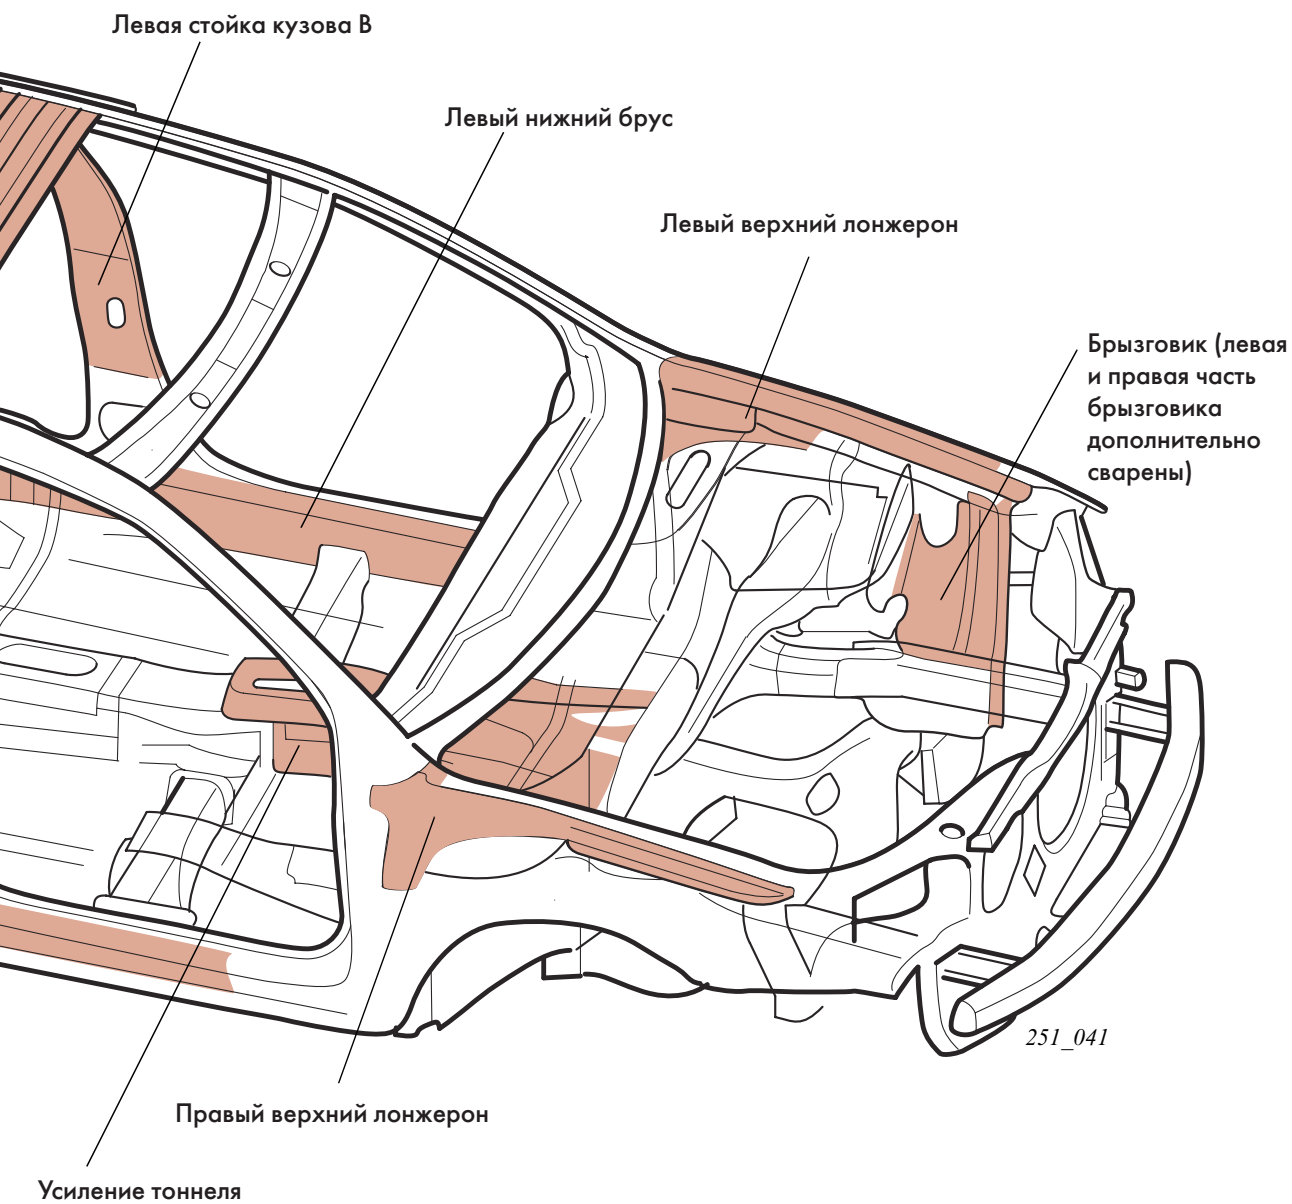 Левая стойка кузова В
Левый нижний брус
Левый верхний лонжерон
Брызговик (левая
и правая часть
брызговика
дополнительно
сварены)
251_041
Правый верхний лонжерон
Усиление тоннеля